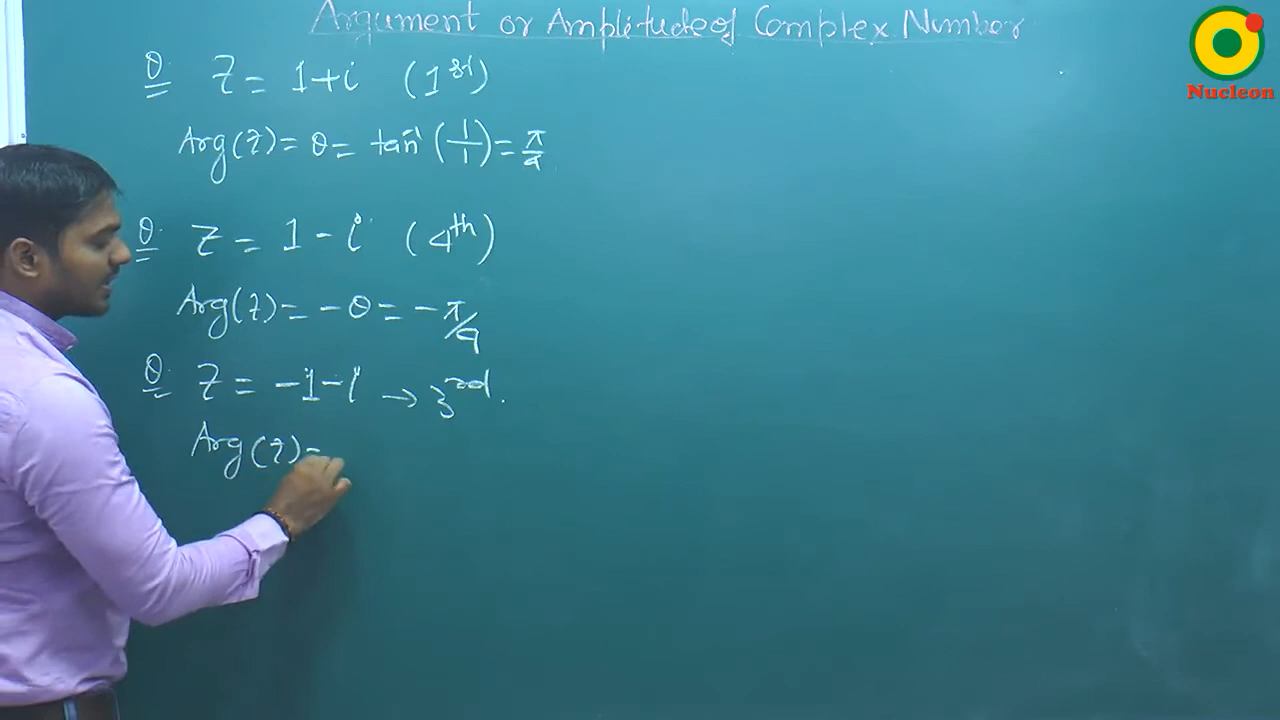 Argument or Amplitude of Complex Number
Nucleon
Q. Z = 1+i (1st)
Arg(z) = θ = tan⁻¹(1/1) = π/4
Q. Z = 1-i (4th)
Arg(z) = -θ = -π/4
Q. Z = -1-i → 3rd.
Arg(z) =